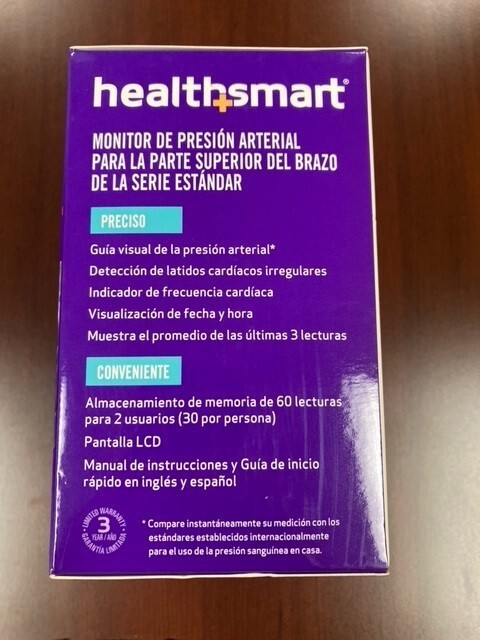 healthsmart®
MONITOR DE PRESIÓN ARTERIAL
PARA LA PARTE SUPERIOR DEL BRAZO
DE LA SERIE ESTÁNDAR
PRECISO
Guía visual de la presión arterial*
Detección de latidos cardíacos irregulares
Indicador de frecuencia cardíaca
Visualización de fecha y hora
Muestra el promedio de las últimas 3 lecturas
CONVENIENTE
Almacenamiento de memoria de 60 lecturas
para 2 usuarios (30 por persona)
Pantalla LCD
Manual de instrucciones y Guía de inicio
rápido en inglés y español
LIMITED WARRANTY
3
YEAR / AÑO
GARANTÍA LIMITADA
* Compare instantáneamente su medición con los
estándares establecidos internacionalmente
para el uso de la presión sanguínea en casa.